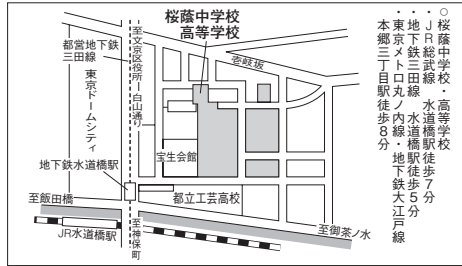 ○桜蔭中学校・高等学校
・JR総武線 水道橋駅徒歩7分
・地下鉄三田線 水道橋駅徒歩5分
・東京メトロ丸ノ内線・地下鉄大江戸線
本郷三丁目駅徒歩8分
桜蔭中学校
高等学校
壱岐坂
至文京区役所
白山通り
都営地下鉄
三田線
東京ドームシティ
宝生会館
地下鉄水道橋駅
都立工芸高校
至飯田橋
至御茶ノ水
至神保町
JR水道橋駅